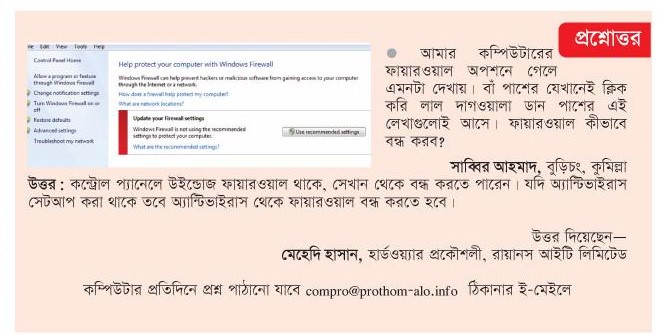 প্রশ্নোত্তর
File Edit View Tools Help
Control Panel Home
Allow a program or feature
through Windows Firewall
Change notification settings
Turn Windows Firewall on or
off
Restore defaults
Advanced settings
Troubleshoot my network
Help protect your computer with Windows Firewall
Windows Firewall can help prevent hackers or malicious software from gaining access to your computer
through the Internet or a network.
How does a firewall help protect my computer?
What are network locations?
Update your Firewall settings
Windows Firewall is not using the recommended
settings to protect your computer.
What are the recommended settings?
Use recommended settings
আমার কম্পিউটারের
ফায়ারওয়াল অপশনে গেলে
এমনটা দেখায়। বাঁ পাশের যেখানেই ক্লিক
করি লাল দাগওয়ালা ডান পাশের এই
লেখাগুলোই আসে। ফায়ারওয়াল কীভাবে
বন্ধ করব?
সাব্বির আহমাদ, বুড়িচং, কুমিল্লা
উত্তর : কন্ট্রোল প্যানেলে উইন্ডোজ ফায়ারওয়াল থাকে, সেখান থেকে বন্ধ করতে পারেন। যদি অ্যান্টিভাইরাস
সেটআপ করা থাকে তবে অ্যান্টিভাইরাস থেকে ফায়ারওয়াল বন্ধ করতে হবে।
উত্তর দিয়েছেন—
মেহেদি হাসান, হার্ডওয়্যার প্রকৌশলী, রায়ানস আইটি লিমিটেড
কম্পিউটার প্রতিদিনে প্রশ্ন পাঠানো যাবে compro@prothom-alo.info ঠিকানার ই-মেইলে